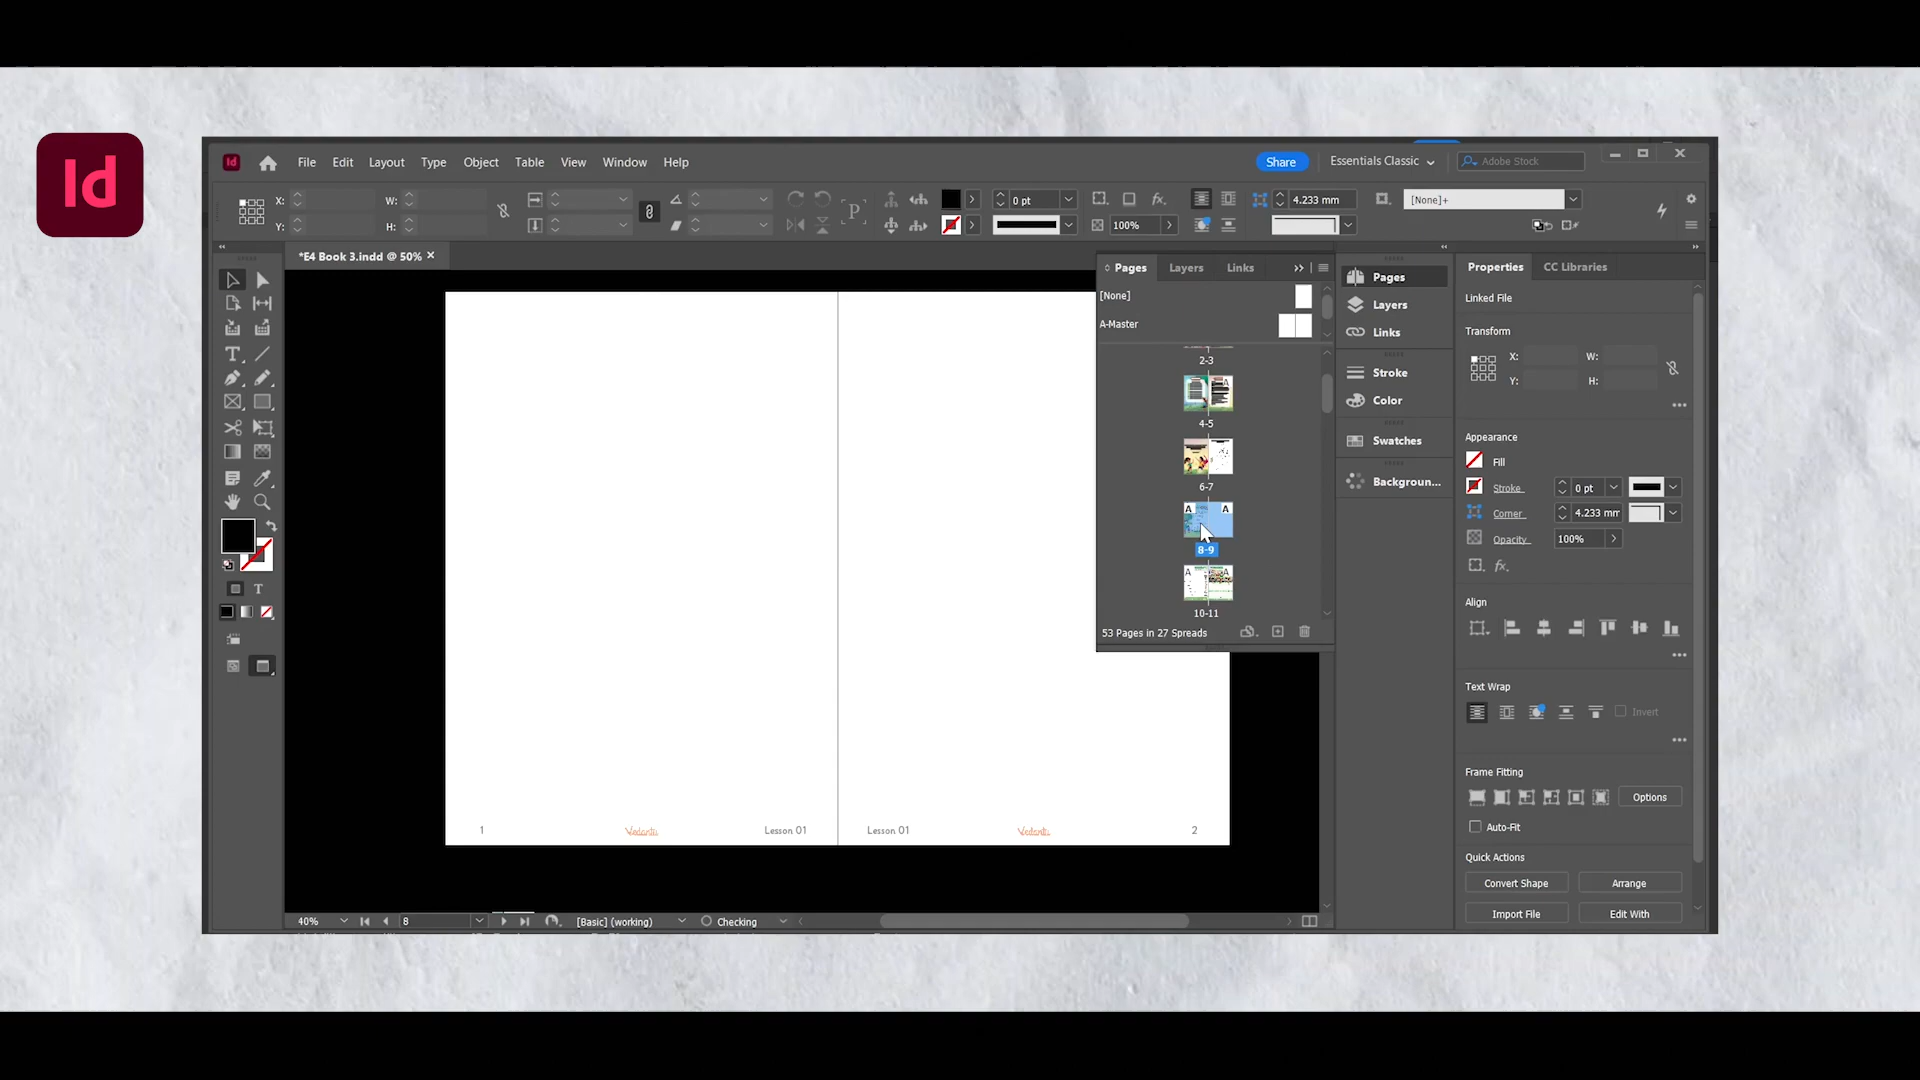 Id
Id File Edit Layout Type Object Table View Window Help
Share Essentials Classic Adobe Stock
X: W: 0 pt 4.233 mm [None]+
Y: H: P 100%
*E4 Book 3.indd @ 50%
Pages Layers Links
[None]
A-Master
2-3
A
4-5
6-7
A A
8-9
A A
10-11
53 Pages in 27 Spreads
Pages
Layers
Links
Stroke
Color
Swatches
Backgroun...
Properties CC Libraries
Linked File
Transform
X: W:
Y: H:
Appearance
Fill
Stroke 0 pt
Corner 4.233 mm
Opacity 100%
fx.
Align
Text Wrap
Invert
Frame Fitting
Options
Auto-Fit
Quick Actions
Convert Shape Arrange
Import File Edit With
1 Vedantu Lesson 01 Lesson 01 Vedantu 2
40% 8 [Basic] (working) Checking